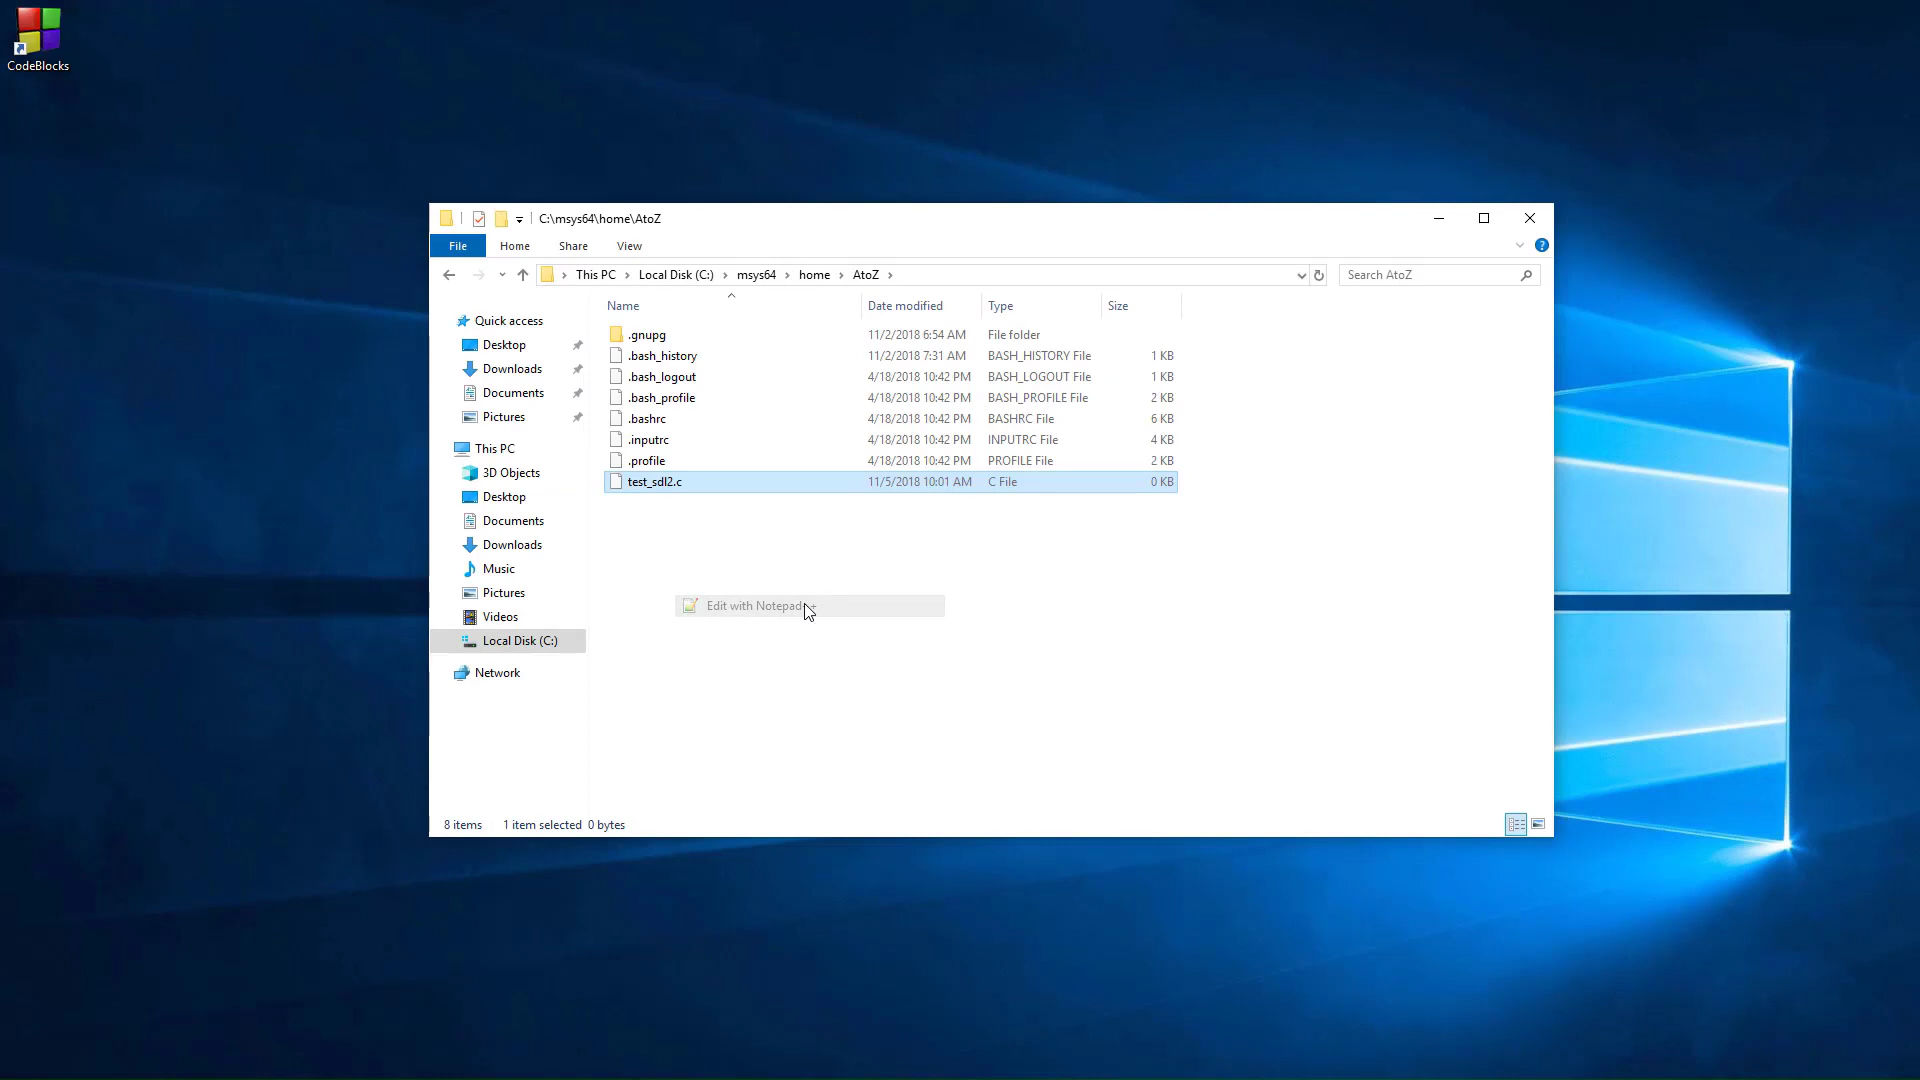 CodeBlocks
C:\msys64\home\AtoZ
File Home Share View
This PC Local Disk (C:) msys64 home AtoZ Search AtoZ
Name Date modified Type Size
Quick access
Desktop
Downloads
Documents
Pictures
This PC
3D Objects
Desktop
Documents
Downloads
Music
Pictures
Videos
Local Disk (C:)
Network
.gnupg 11/2/2018 6:54 AM File folder
.bash_history 11/2/2018 7:31 AM BASH_HISTORY File 1 KB
.bash_logout 4/18/2018 10:42 PM BASH_LOGOUT File 1 KB
.bash_profile 4/18/2018 10:42 PM BASH_PROFILE File 2 KB
.bashrc 4/18/2018 10:42 PM BASHRC File 6 KB
.inputrc 4/18/2018 10:42 PM INPUTRC File 4 KB
.profile 4/18/2018 10:42 PM PROFILE File 2 KB
test_sdl2.c 11/5/2018 10:01 AM C File 0 KB
Edit with Notepad++
8 items 1 item selected 0 bytes